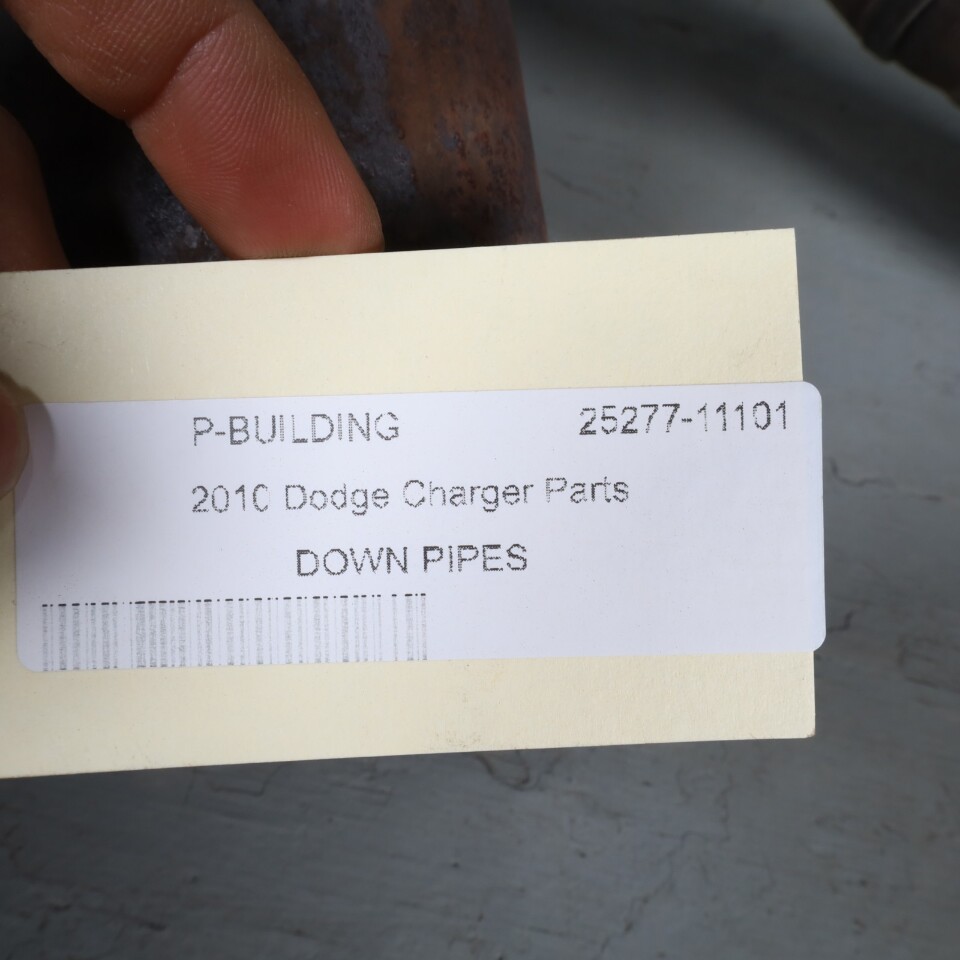 P-BUILDING 25277-11101
2010 Dodge Charger Parts
DOWN PIPES